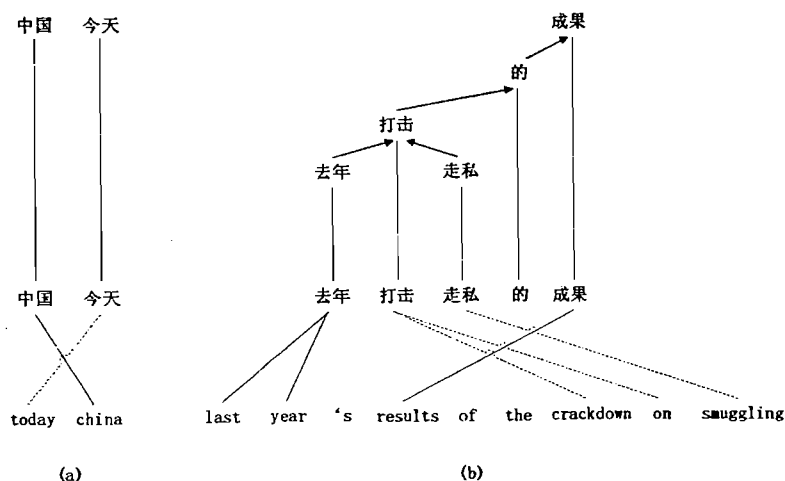 中国 今天 成果
的
打击
去年 走私
中国 今天 去年 打击 走私 的 成果
today china last year 's results of the crackdown on smuggling
(a) (b)